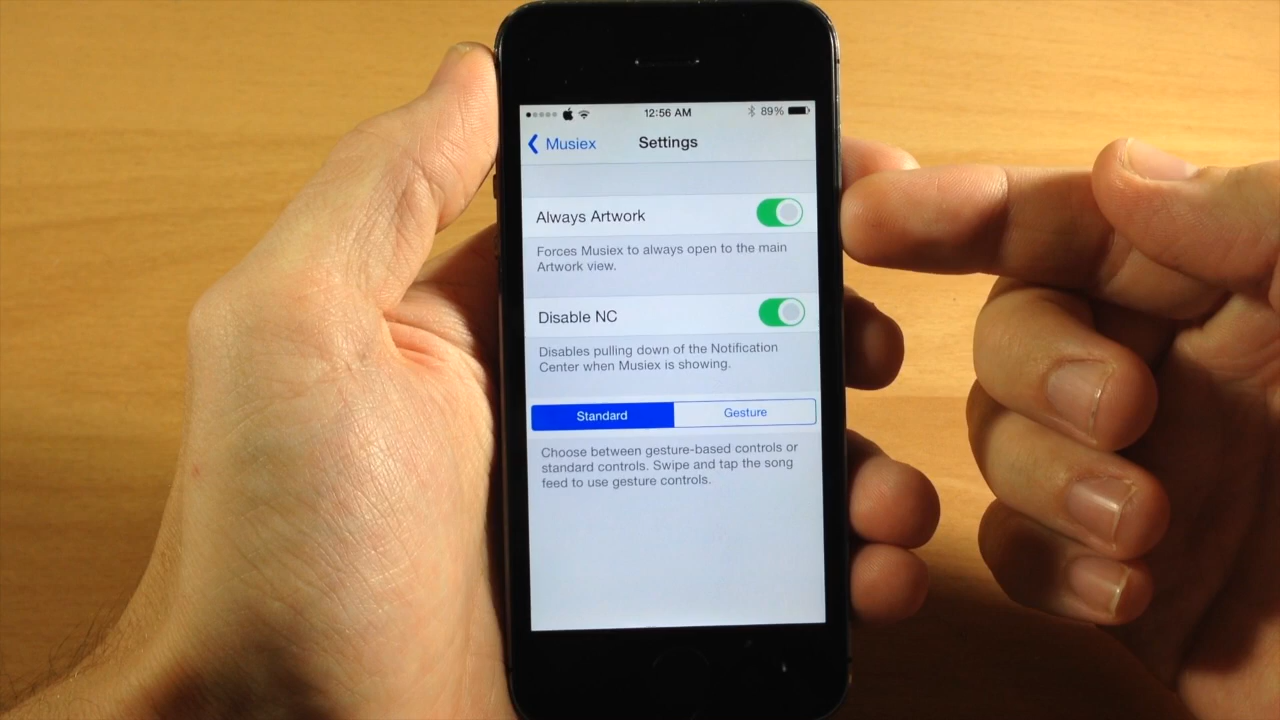 12:56 AM 89%
Musiex Settings
Always Artwork
Forces Musiex to always open to the main
Artwork view.
Disable NC
Disables pulling down of the Notification
Center when Musiex is showing.
Standard Gesture
Choose between gesture-based controls or
standard controls. Swipe and tap the song
feed to use gesture controls.